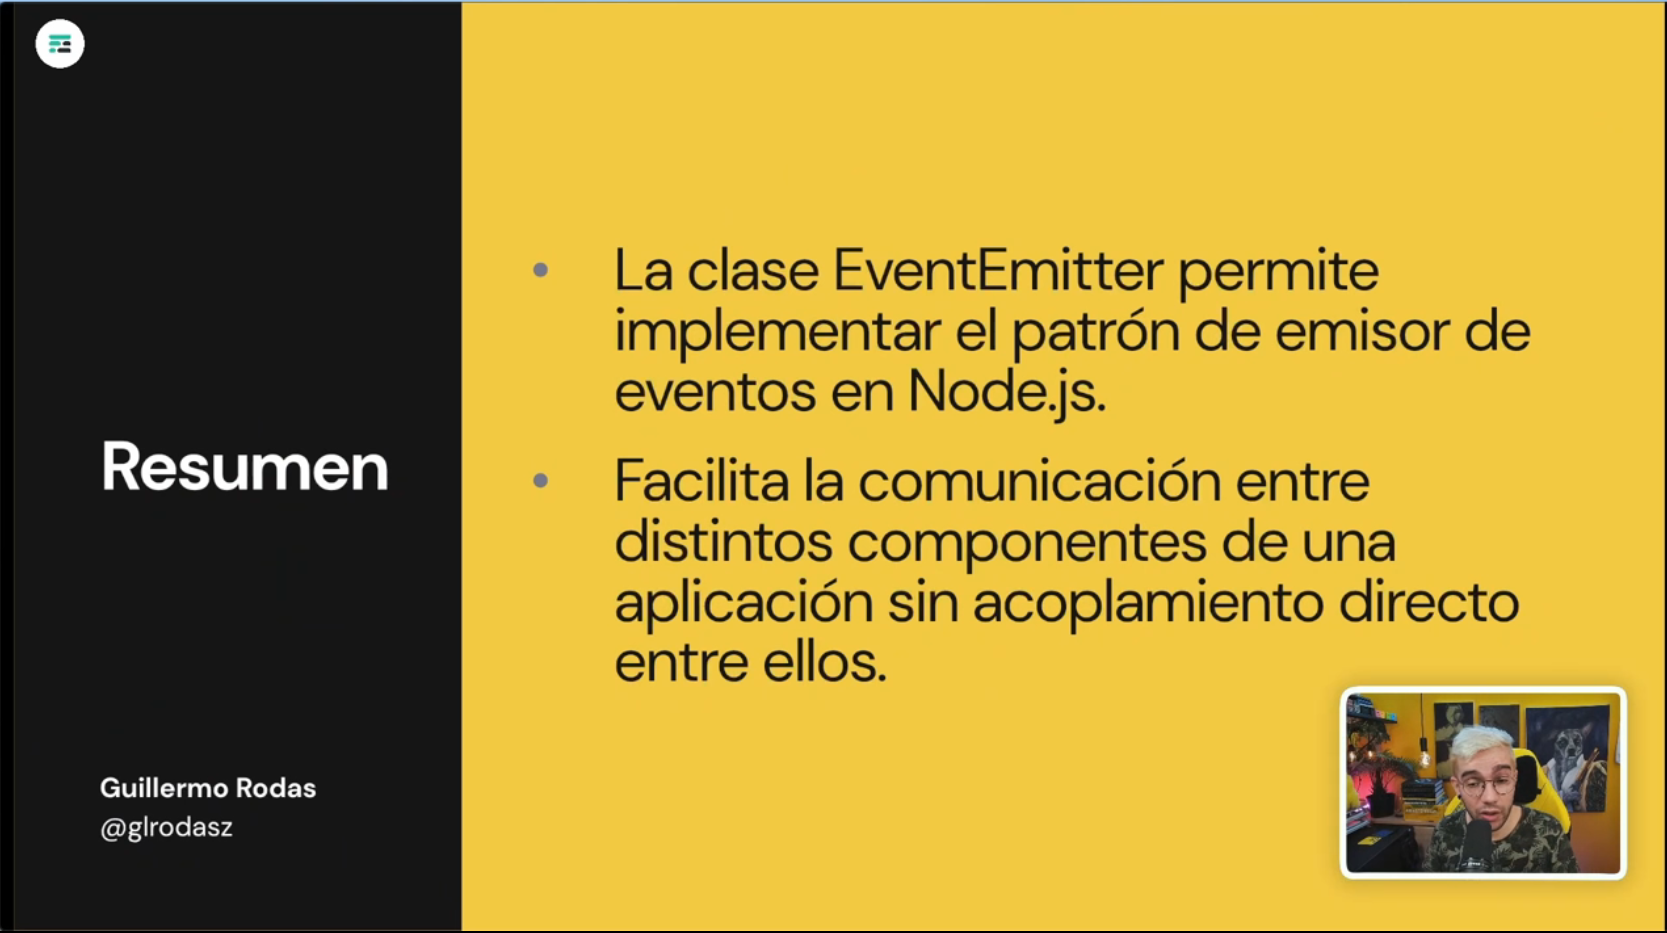 Resumen
Guillermo Rodas
@glrodasz
• La clase EventEmitter permite
implementar el patrón de emisor de
eventos en Node.js.
• Facilita la comunicación entre
distintos componentes de una
aplicación sin acoplamiento directo
entre ellos.